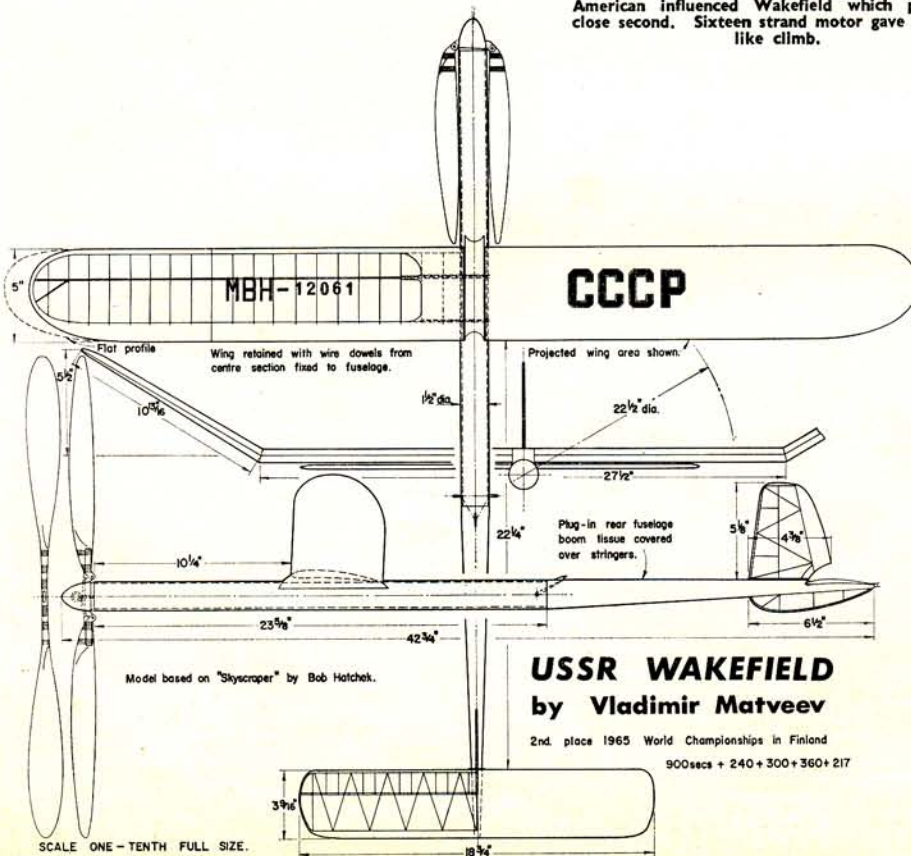 American influenced Wakefield which
close second. Sixteen strand motor gave
like climb.
5"
MBH-12061
CCCP
Flat profile
Wing retained with wire dowels from
centre section fixed to fuselage.
Projected wing area shown.
5½"
10 13/16
1½" dia.
22½" dia.
27½"
22¼"
Plug-in rear fuselage
boom tissue covered
over stringers.
5⅛"
4⅜"
10¼"
23⅝"
42¾"
6½"
Model based on "Skyscraper" by Bob Hatchek.
USSR WAKEFIELD
by Vladimir Matveev
2nd. place 1965 World Championships in Finland
900secs + 240+300+360+217
3 9/16"
18¾"
SCALE ONE-TENTH FULL SIZE.